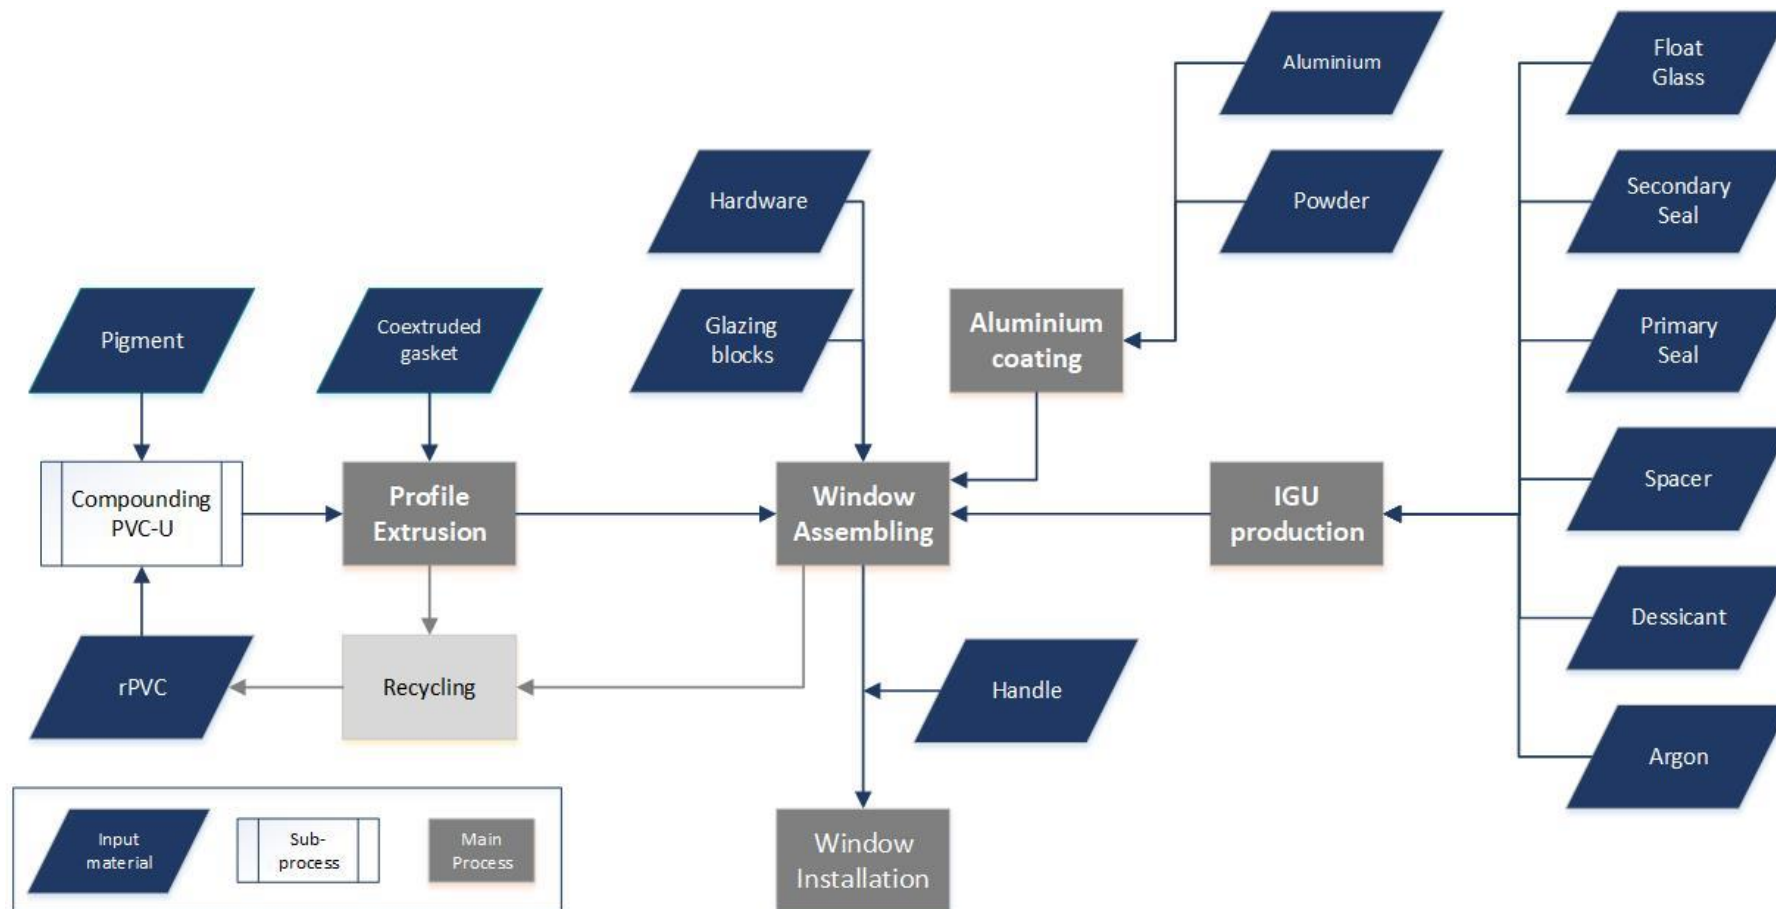 Aluminium
Float
Glass
Hardware
Powder
Secondary
Seal
Pigment
Coextruded
gasket
Glazing
blocks
Aluminium
coating
Primary
Seal
Compounding
PVC-U
Profile
Extrusion
Window
Assembling
IGU
production
Spacer
rPVC
Recycling
Handle
Dessicant
Argon
Window
Installation
Input
material
Sub-
process
Main
Process